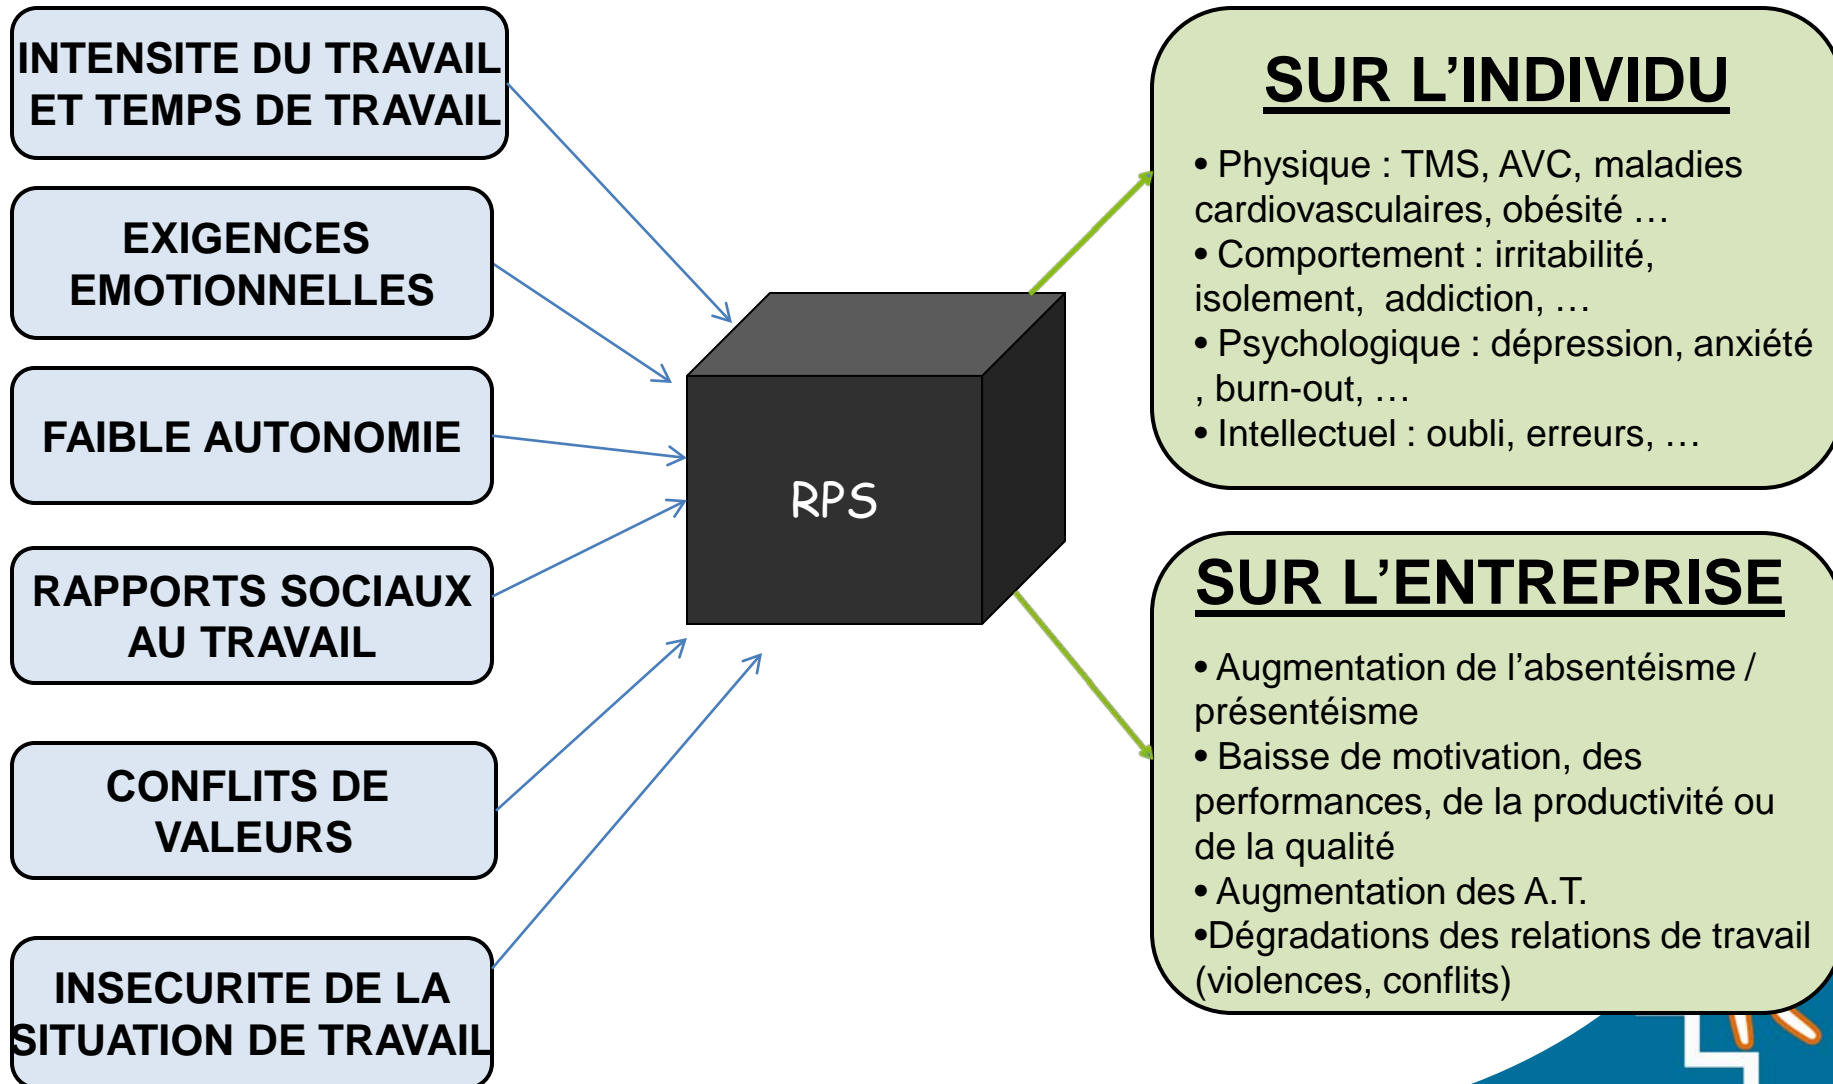 INTENSITE DU TRAVAIL
ET TEMPS DE TRAVAIL
EXIGENCES
EMOTIONNELLES
FAIBLE AUTONOMIE
RAPPORTS SOCIAUX
AU TRAVAIL
CONFLITS DE
VALEURS
INSECURITE DE LA
SITUATION DE TRAVAIL
RPS
SUR L’INDIVIDU
• Physique : TMS, AVC, maladies
cardiovasculaires, obésité …
• Comportement : irritabilité,
isolement, addiction, …
• Psychologique : dépression, anxiété
, burn-out, …
• Intellectuel : oubli, erreurs, …
SUR L’ENTREPRISE
• Augmentation de l’absentéisme /
présentéisme
• Baisse de motivation, des
performances, de la productivité ou
de la qualité
• Augmentation des A.T.
•Dégradations des relations de travail
(violences, conflits)